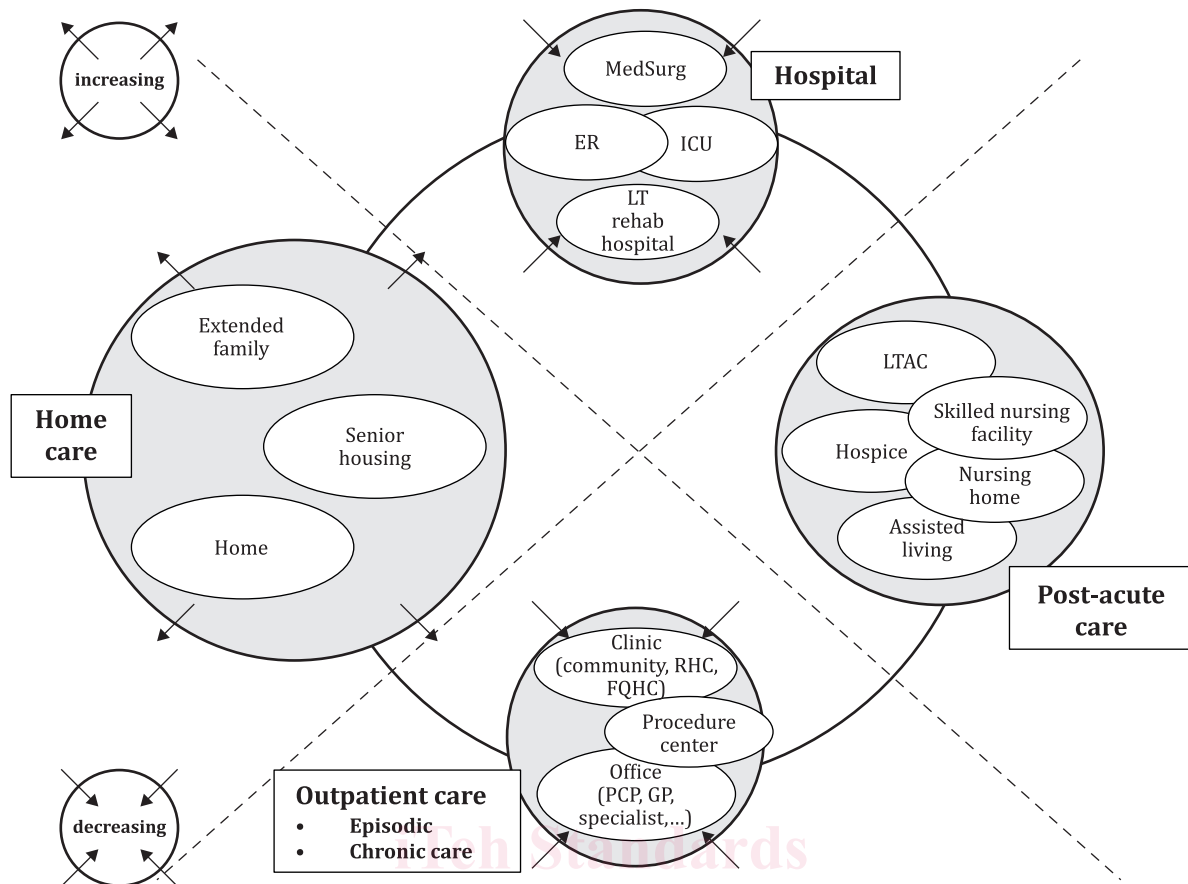 increasing
MedSurg
Hospital
ER
ICU
LT
rehab
hospital
Extended
family
Home
care
Senior
housing
Home
LTAC
Skilled nursing
facility
Hospice
Nursing
home
Assisted
living
Post-acute
care
Clinic
(community, RHC,
FQHC)
Procedure
center
Office
(PCP, GP,
specialist,...)
Outpatient care
• Episodic
• Chronic care
decreasing
iTeh Standards